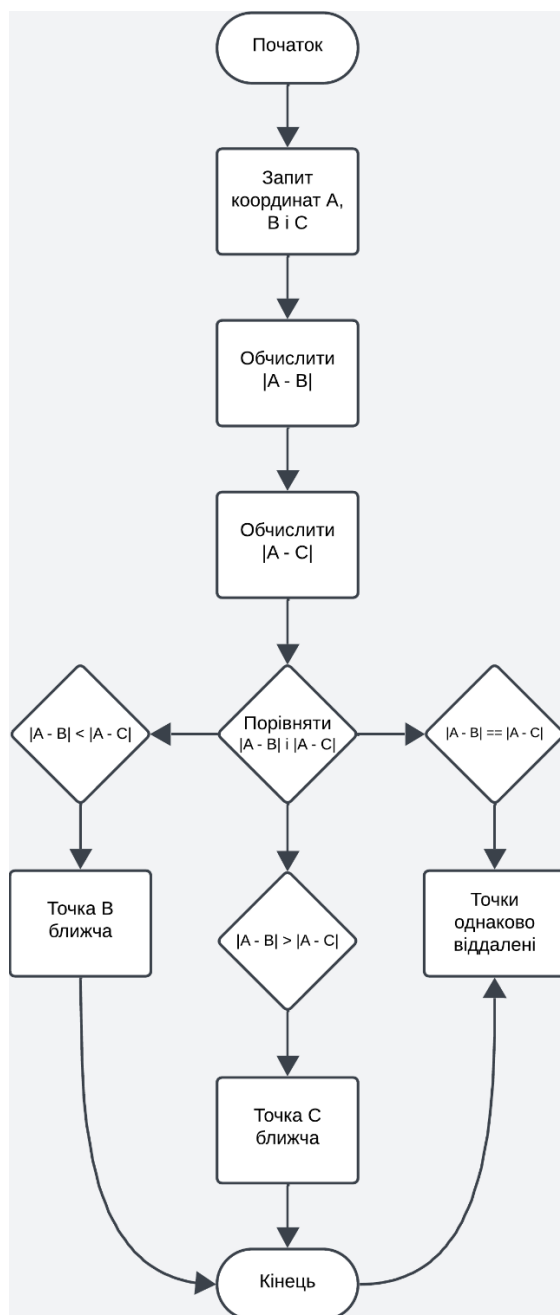 Початок
Запит
координат А,
В і С
Обчислити
|A - B|
Обчислити
|A - C|
|A - B| < |A - C|
Порівняти
|A - B| і |A - C|
|A - B| == |A - C|
Точка В
ближча
|A - B| > |A - C|
Точки
однаково
віддалені
Точка С
ближча
Кінець